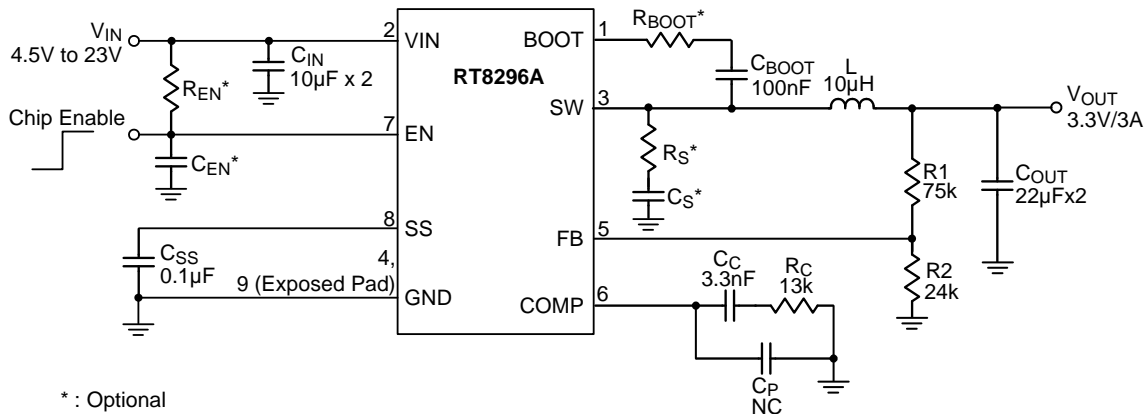 VIN
4.5V to 23V
REN*
CIN
10µF x 2
Chip Enable
CEN*
CSS
0.1µF
2
VIN
7
EN
8
SS
4,
9 (Exposed Pad)
GND
RT8296A
BOOT
1
SW
3
FB
5
COMP
6
RBOOT*
CBOOT
100nF
L
10µH
RS*
CS*
R1
75k
R2
24k
COUT
22µFx2
VOUT
3.3V/3A
CC
3.3nF
RC
13k
CP
NC
* : Optional